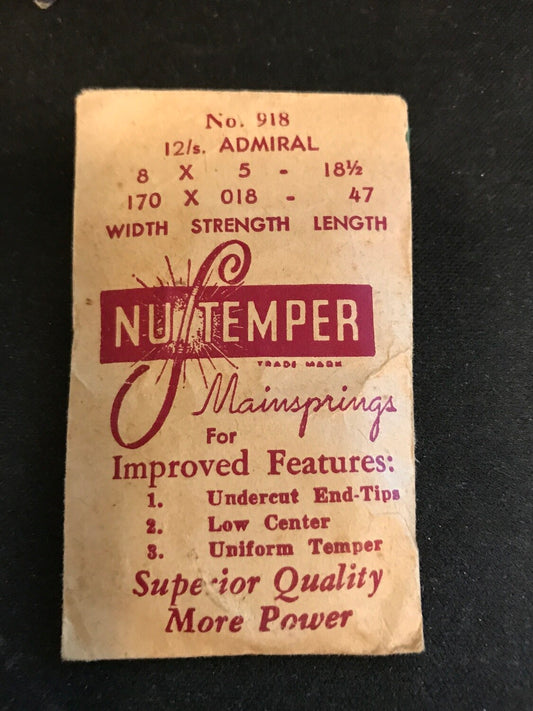 No. 918
12/s. ADMIRAL
8 X 5 - 18½
170 X 018 - 47
WIDTH STRENGTH LENGTH
NU TEMPER
TRADE MARK
Mainsprings
For
Improved Features:
1. Undercut End-Tips
2. Low Center
3. Uniform Temper
Superior Quality
More Power